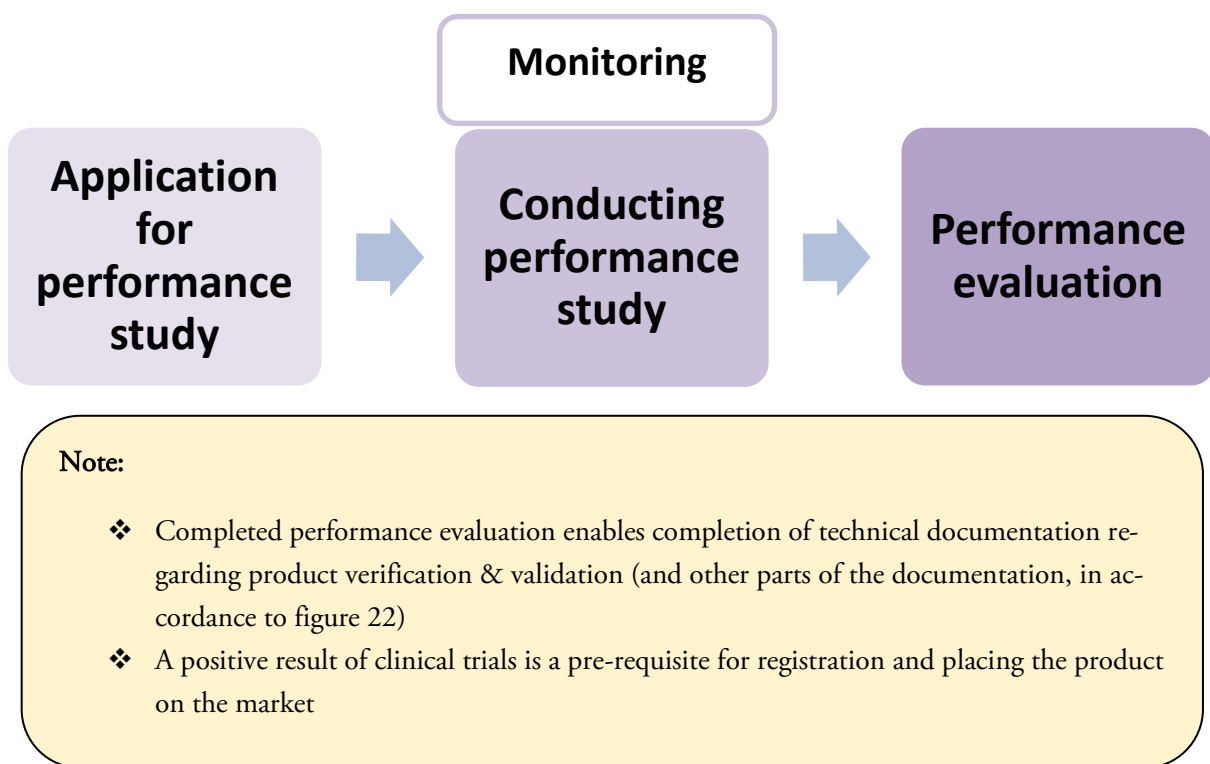 Monitoring
Application
for
performance
study
Conducting
performance
study
Performance
evaluation
Note:
❖ Completed performance evaluation enables completion of technical documentation re-
garding product verification & validation (and other parts of the documentation, in ac-
cordance to figure 22)
❖ A positive result of clinical trials is a pre-requisite for registration and placing the product
on the market